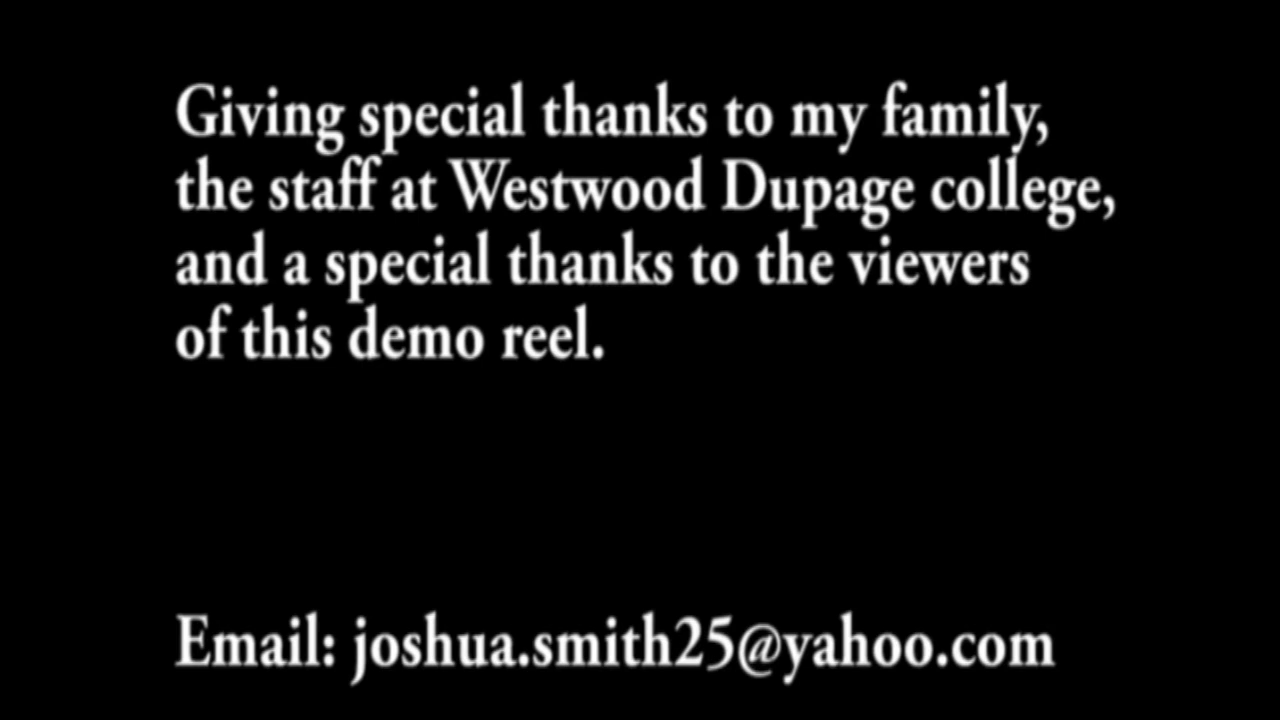 Giving special thanks to my family,
the staff at Westwood Dupage college,
and a special thanks to the viewers
of this demo reel.
Email: joshua.smith25@yahoo.com